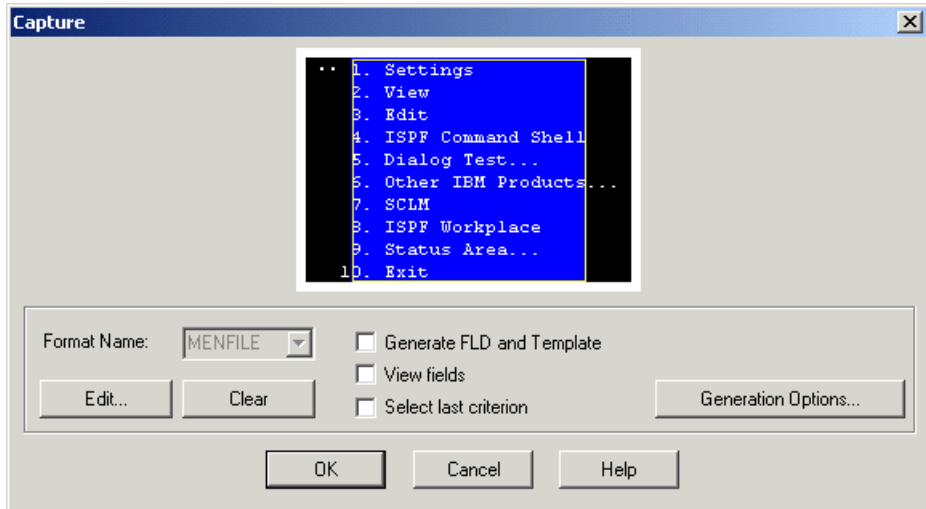 Capture
.. 1. Settings
2. View
3. Edit
4. ISPF Command Shell
5. Dialog Test...
6. Other IBM Products...
7. SCLM
8. ISPF Workplace
9. Status Area...
10. Exit
Format Name: MENFILE
Generate FLD and Template
View fields
Select last criterion
Edit... Clear Generation Options...
OK Cancel Help